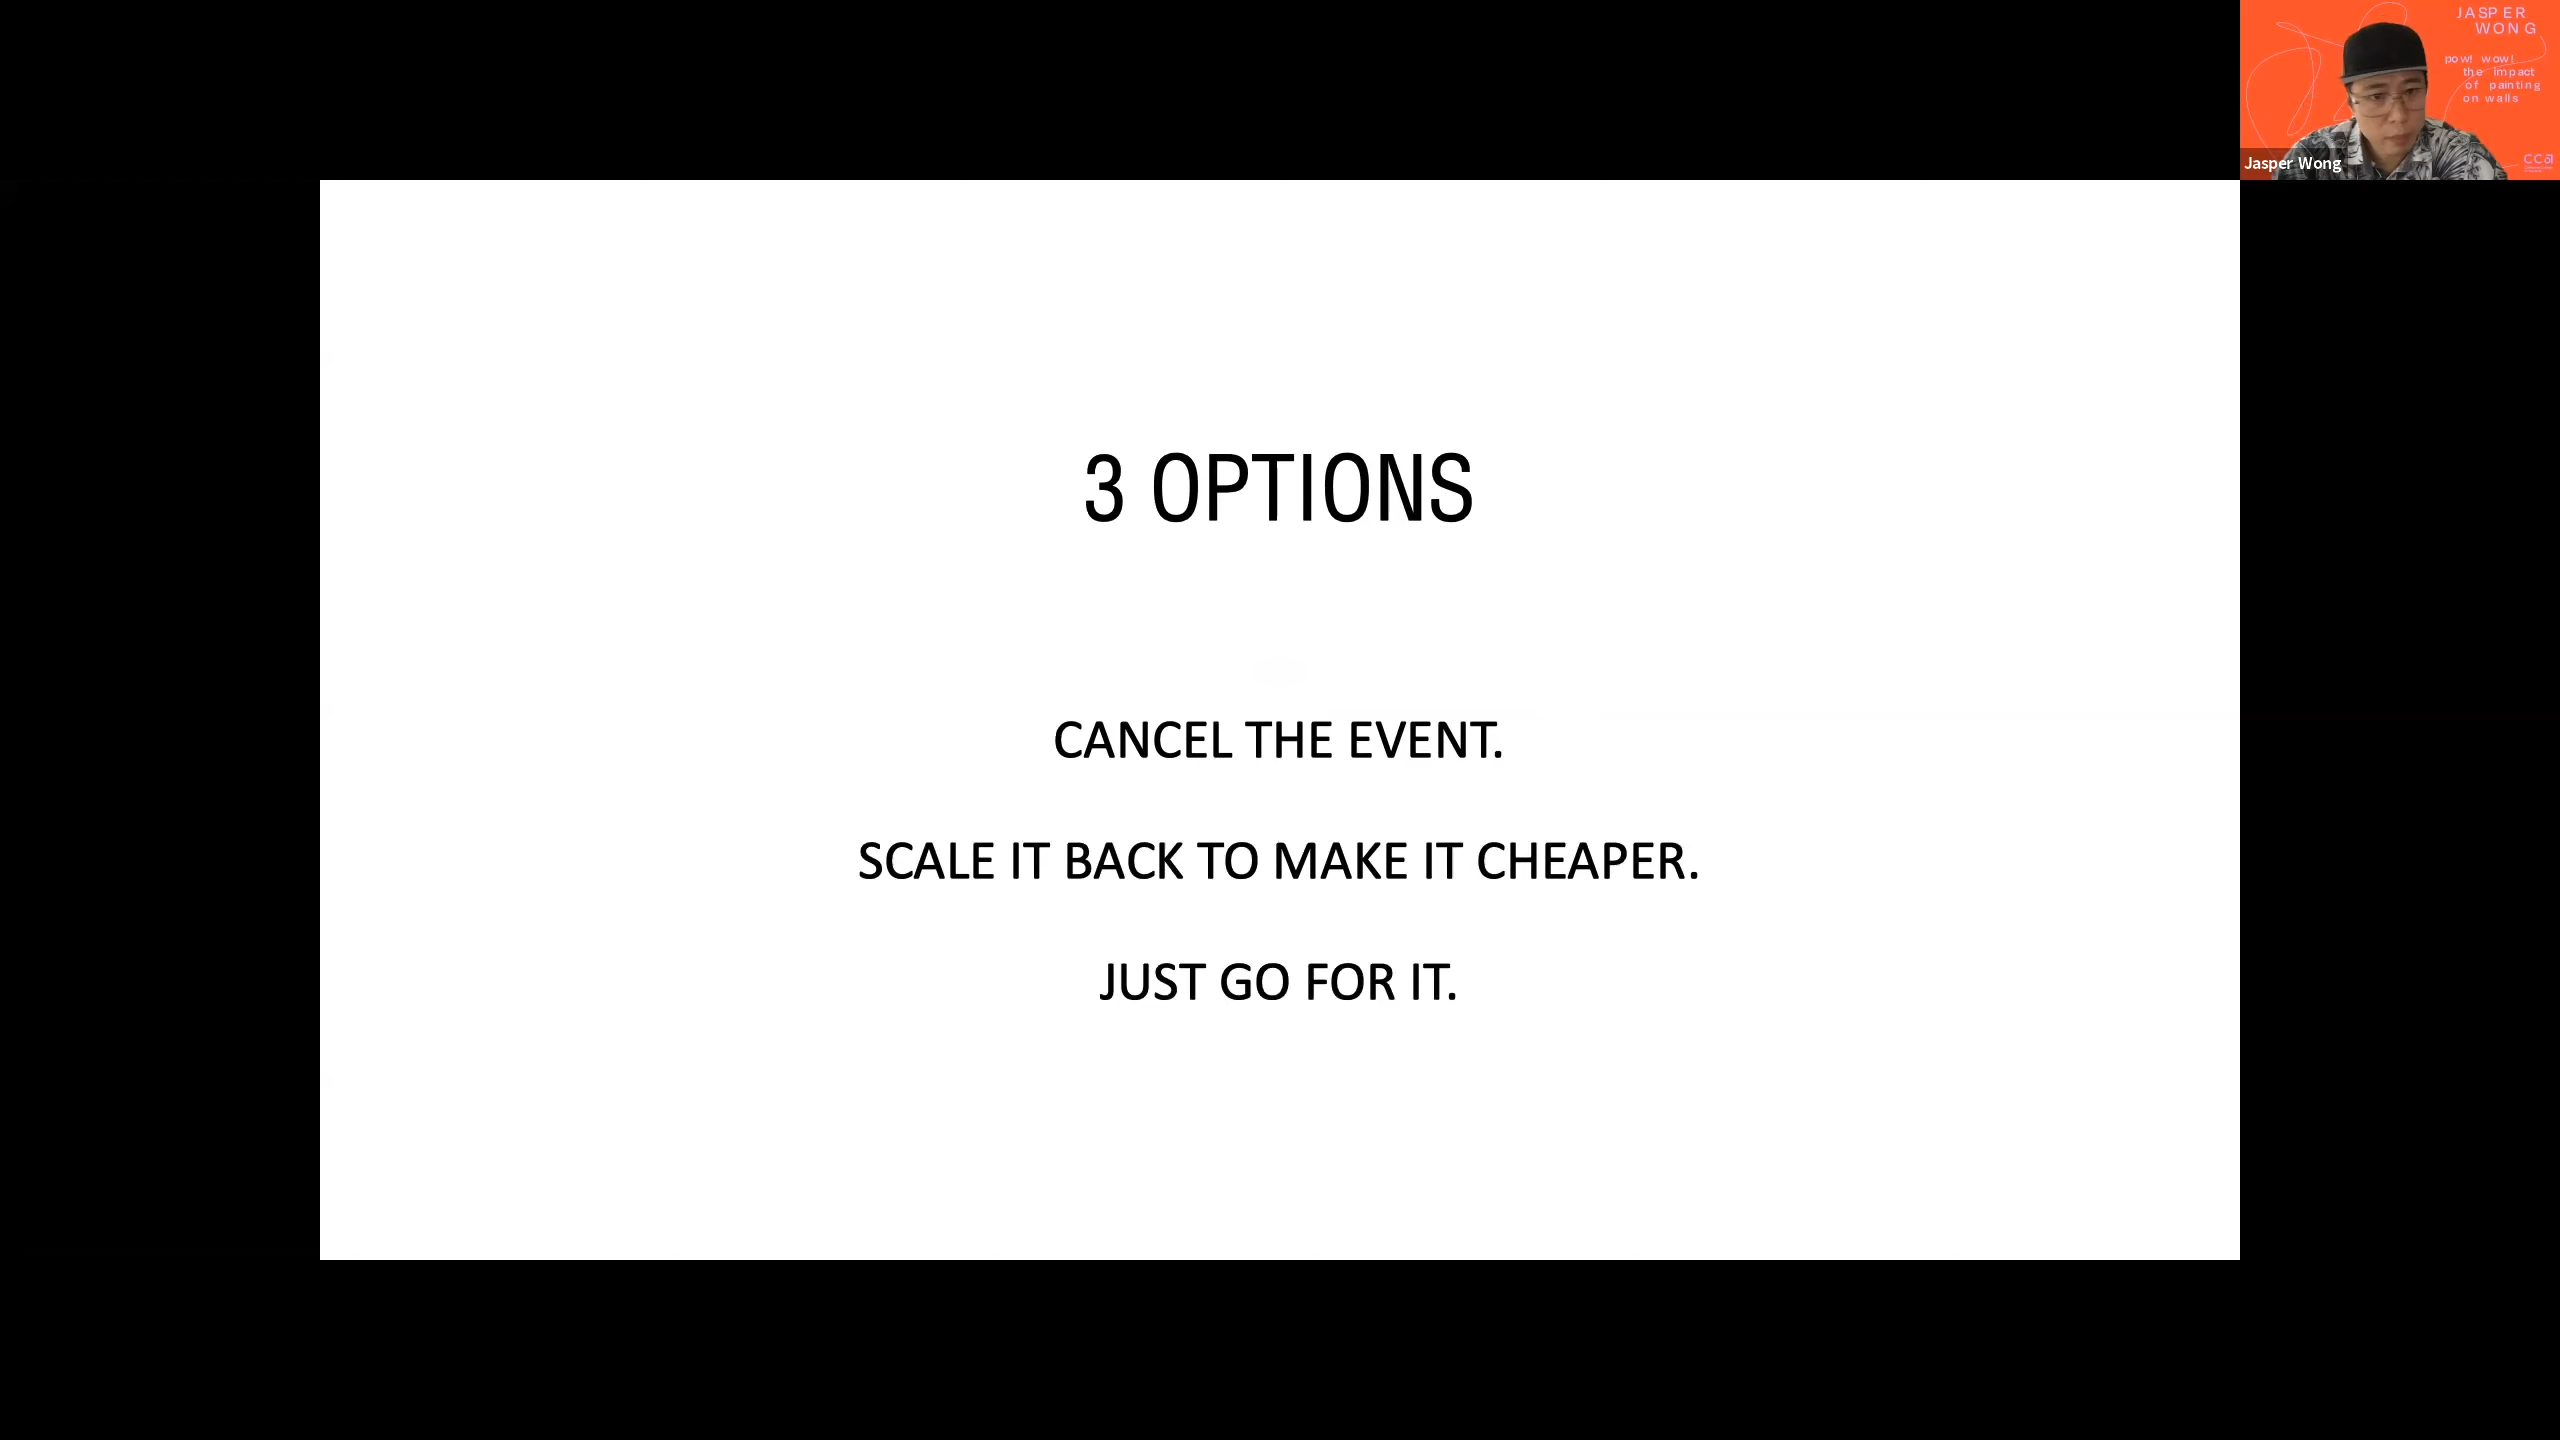 3 OPTIONS
CANCEL THE EVENT.
SCALE IT BACK TO MAKE IT CHEAPER.
JUST GO FOR IT.
JASPER
WONG
pow! wow!
the impact
of painting
on walls
CCA
Jasper Wong